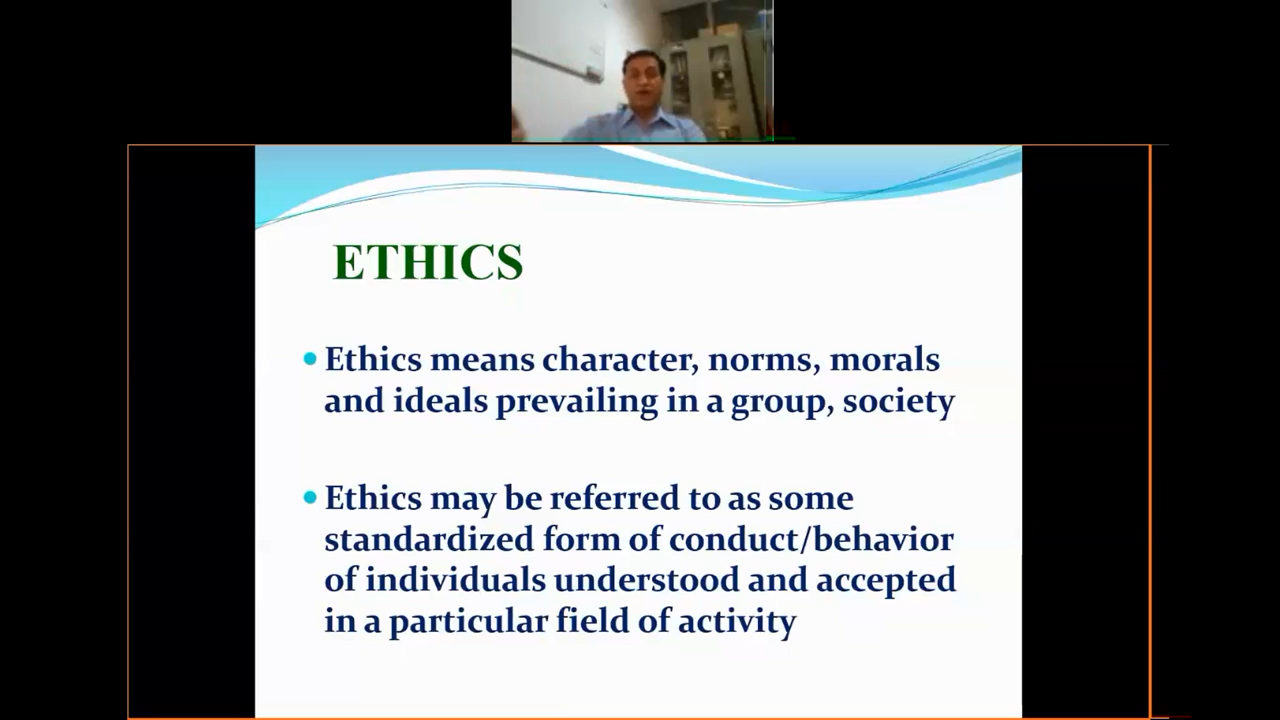 ETHICS
• Ethics means character, norms, morals
and ideals prevailing in a group, society
• Ethics may be referred to as some
standardized form of conduct/behavior
of individuals understood and accepted
in a particular field of activity